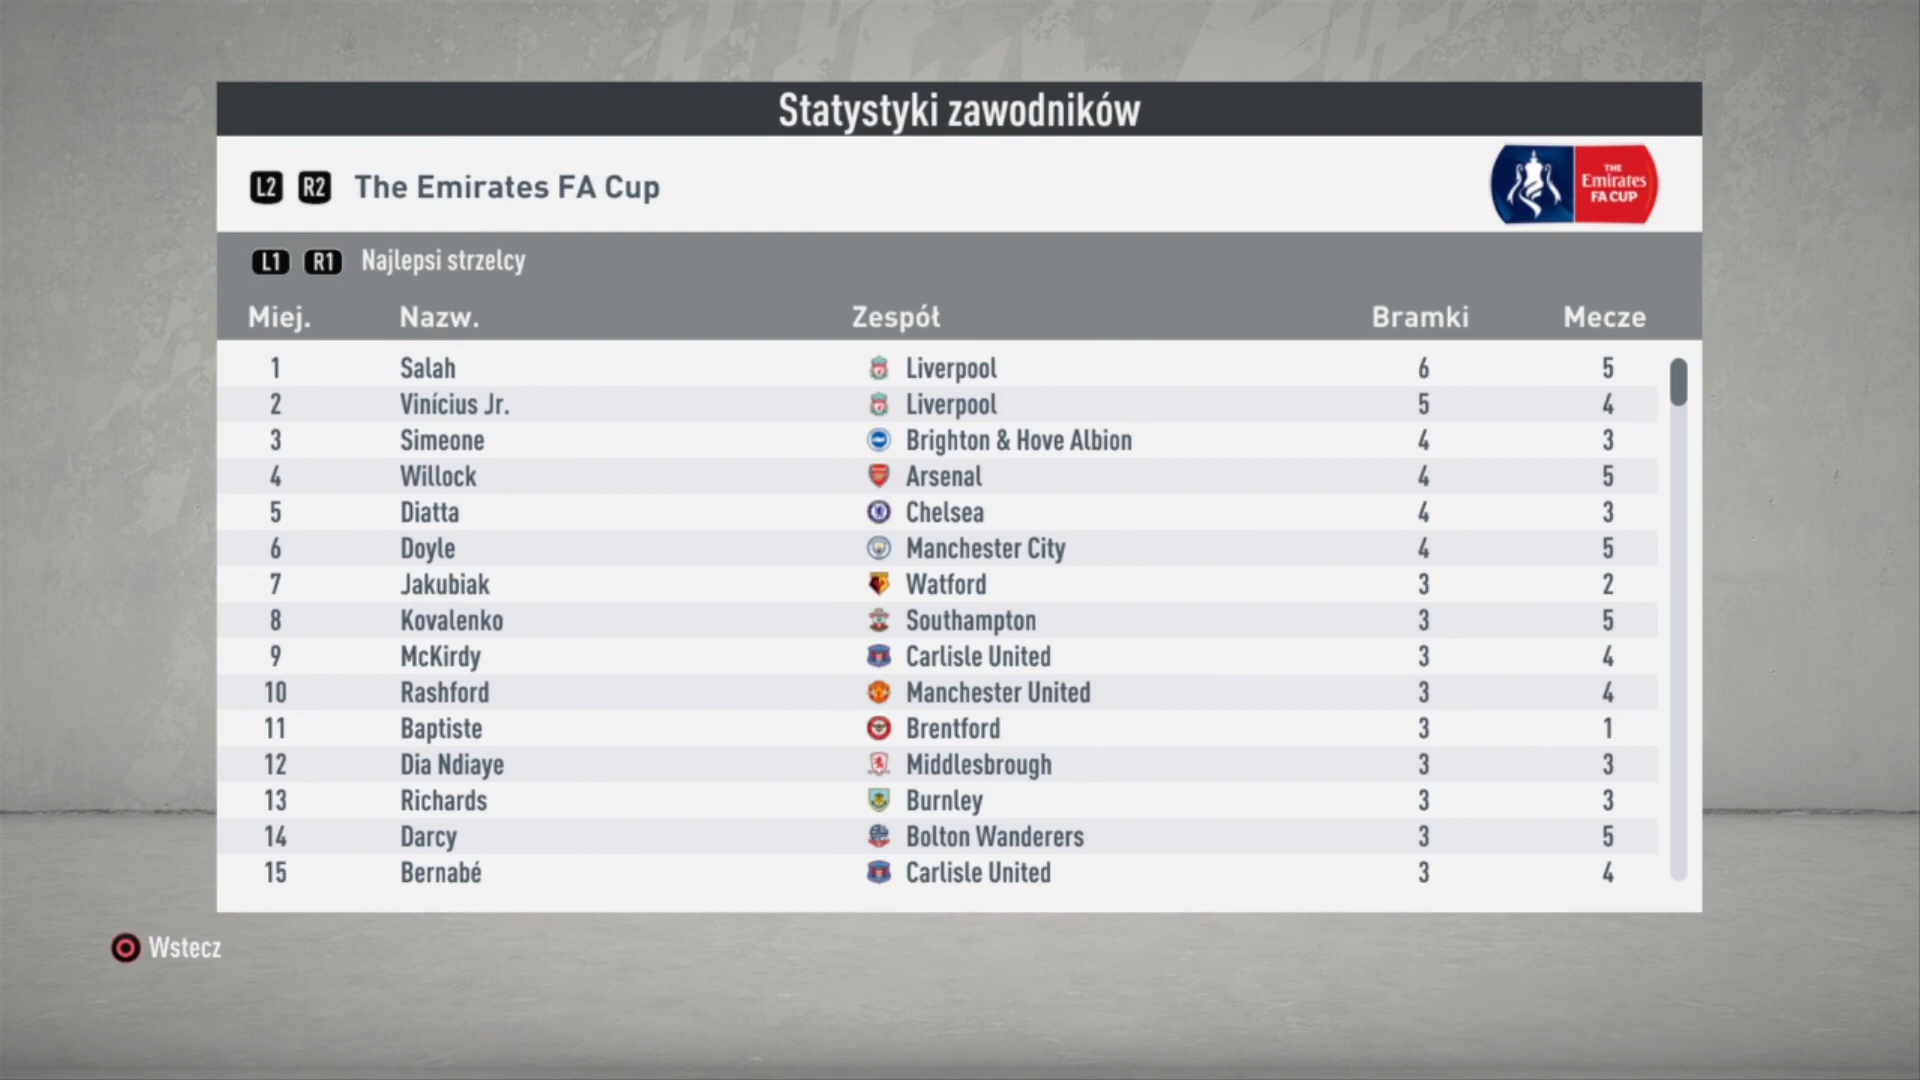 Statystyki zawodników
L2 R2 The Emirates FA Cup
THE
Emirates
FA CUP
L1 R1 Najlepsi strzelcy
Miej. Nazw. Zespół Bramki Mecze
1 Salah Liverpool 6 5
2 Vinícius Jr. Liverpool 5 4
3 Simeone Brighton & Hove Albion 4 3
4 Willock Arsenal 4 5
5 Diatta Chelsea 4 3
6 Doyle Manchester City 4 5
7 Jakubiak Watford 3 2
8 Kovalenko Southampton 3 5
9 McKirdy Carlisle United 3 4
10 Rashford Manchester United 3 4
11 Baptiste Brentford 3 1
12 Dia Ndiaye Middlesbrough 3 3
13 Richards Burnley 3 3
14 Darcy Bolton Wanderers 3 5
15 Bernabé Carlisle United 3 4
Wstecz